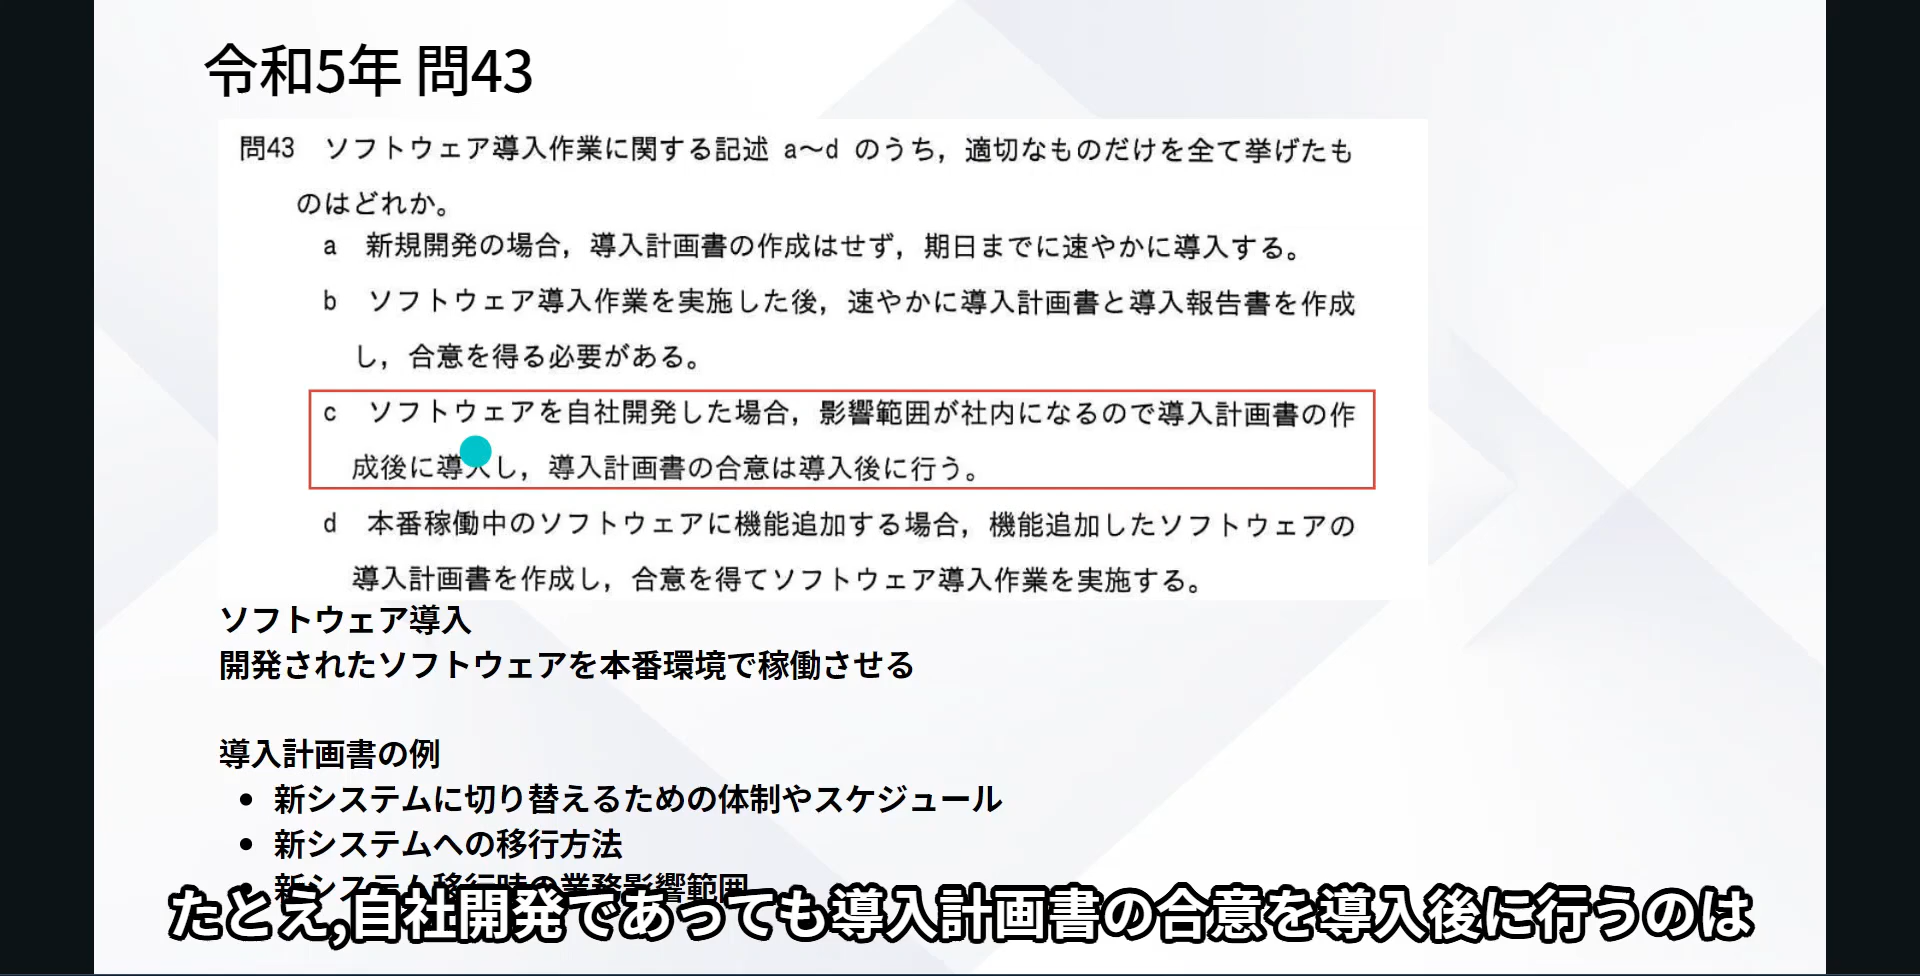 令和5年 問43
問43 ソフトウェア導入作業に関する記述 a～d のうち，適切なものだけを全て挙げたも
のはどれか。
a 新規開発の場合，導入計画書の作成はせず，期日までに速やかに導入する。
b ソフトウェア導入作業を実施した後，速やかに導入計画書と導入報告書を作成
し，合意を得る必要がある。
c ソフトウェアを自社開発した場合，影響範囲が社内になるので導入計画書の作
成後に導入し，導入計画書の合意は導入後に行う。
d 本番稼働中のソフトウェアに機能追加する場合，機能追加したソフトウェアの
導入計画書を作成し，合意を得てソフトウェア導入作業を実施する。
ソフトウェア導入
開発されたソフトウェアを本番環境で稼働させる
導入計画書の例
• 新システムに切り替えるための体制やスケジュール
• 新システムへの移行方法
• 新システム移行時の業務影響範囲
たとえ,自社開発であっても導入計画書の合意を導入後に行うのは